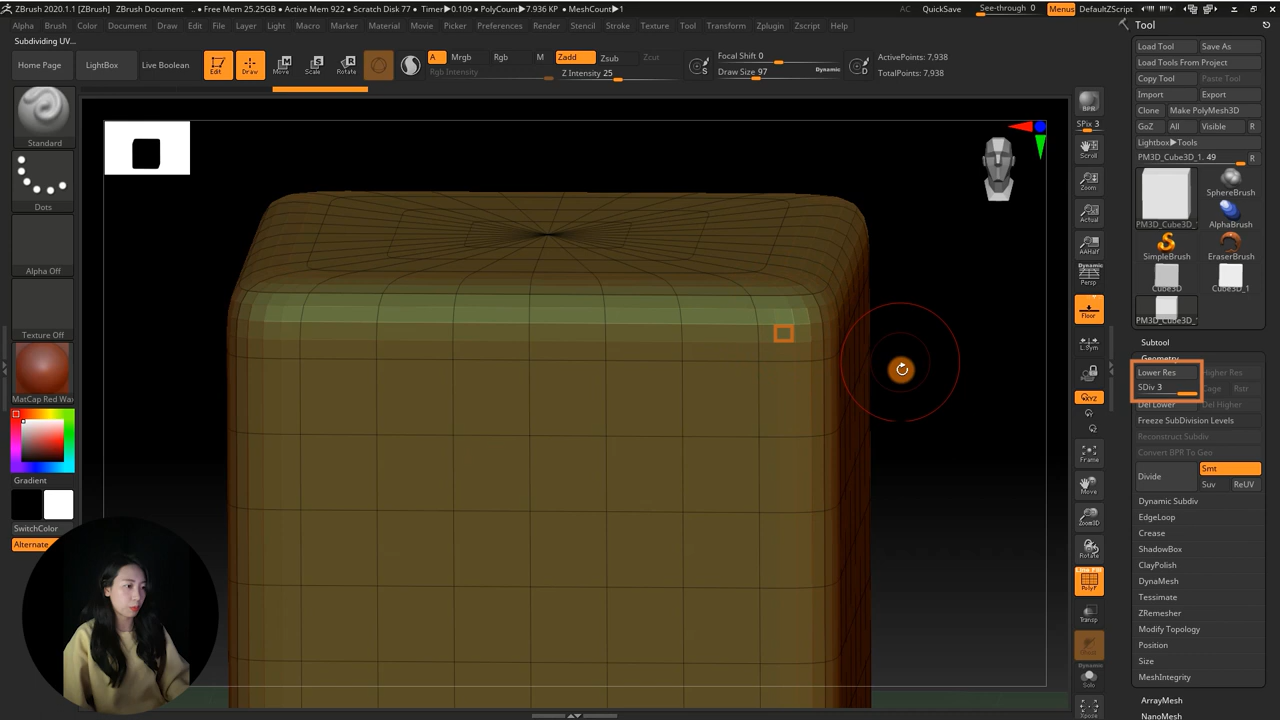 ZBrush 2020.1.1 [ZBrush] ZBrush Document .. • Free Mem 25.25GB • Active Mem 922 • Scratch Disk 77 • Timer▶0.109 • PolyCount▶7.936 KP • MeshCount▶1 AC QuickSave See-through 0 Menus DefaultZScript
Alpha Brush Color Document Draw Edit File Layer Light Macro Marker Material Movie Picker Preferences Render Stencil Stroke Texture Tool Transform Zplugin Zscript Help
Subdividing UV...
Home Page LightBox Live Boolean Edit Draw Move Scale Rotate
A Mrgb Rgb M Zadd Zsub Zcut
Rgb Intensity Z Intensity 25
Focal Shift 0
Draw Size 97 Dynamic
ActivePoints: 7,938
TotalPoints: 7,938
Standard
Dots
Alpha Off
Texture Off
MatCap Red Wax
Gradient
SwitchColor
Alternate
BPR
SPix 3
Scroll
Zoom
Actual
AAHalf
Dynamic
Persp
Floor
L.Sym
XYZ
Frame
Move
Zoom3D
Rotate
Line Fill
PolyF
Transp
Ghost
Dynamic
Solo
Xpose
Tool
Load Tool Save As
Load Tools From Project
Copy Tool Paste Tool
Import Export
Clone Make PolyMesh3D
GoZ All Visible R
Lightbox▶Tools
PM3D_Cube3D_1. 49 R
PM3D_Cube3D_
SphereBrush
AlphaBrush
SimpleBrush EraserBrush
Cube3D Cube3D_1
PM3D_Cube3D_
Subtool
Geometry
Lower Res Higher Res
SDiv 3 Cage Rstr
Del Lower Del Higher
Freeze SubDivision Levels
Reconstruct Subdiv
Convert BPR To Geo
Divide Smt
Suv ReUV
Dynamic Subdiv
EdgeLoop
Crease
ShadowBox
ClayPolish
DynaMesh
Tessimate
ZRemesher
Modify Topology
Position
Size
MeshIntegrity
ArrayMesh
NanoMesh